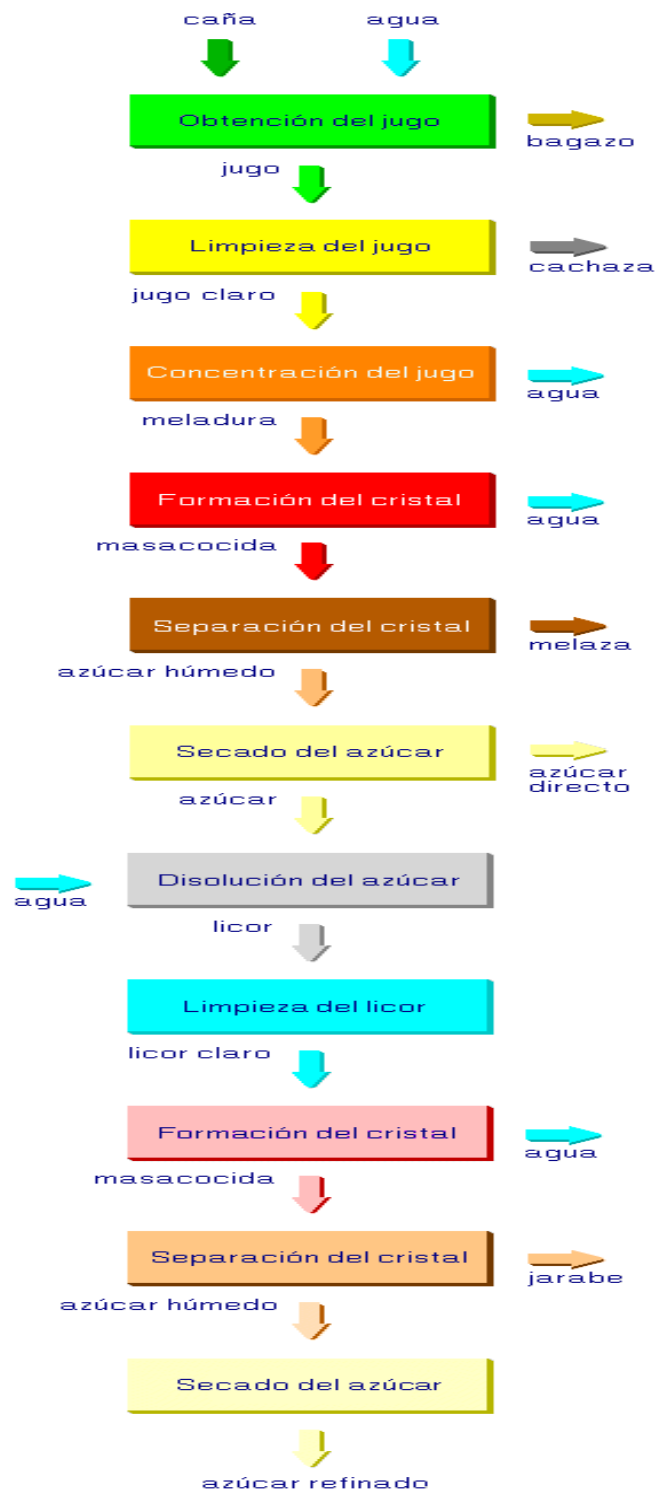 caña
agua
Obtención del jugo
bagazo
jugo
Limpieza del jugo
cachaza
jugo claro
Concentración del jugo
agua
meladura
Formación del cristal
agua
masacocida
Separación del cristal
melaza
azúcar húmedo
Secado del azúcar
azúcar
directo
azúcar
Disolución del azúcar
agua
licor
Limpieza del licor
licor claro
Formación del cristal
agua
masacocida
Separación del cristal
jarabe
azúcar húmedo
Secado del azúcar
azúcar refinado